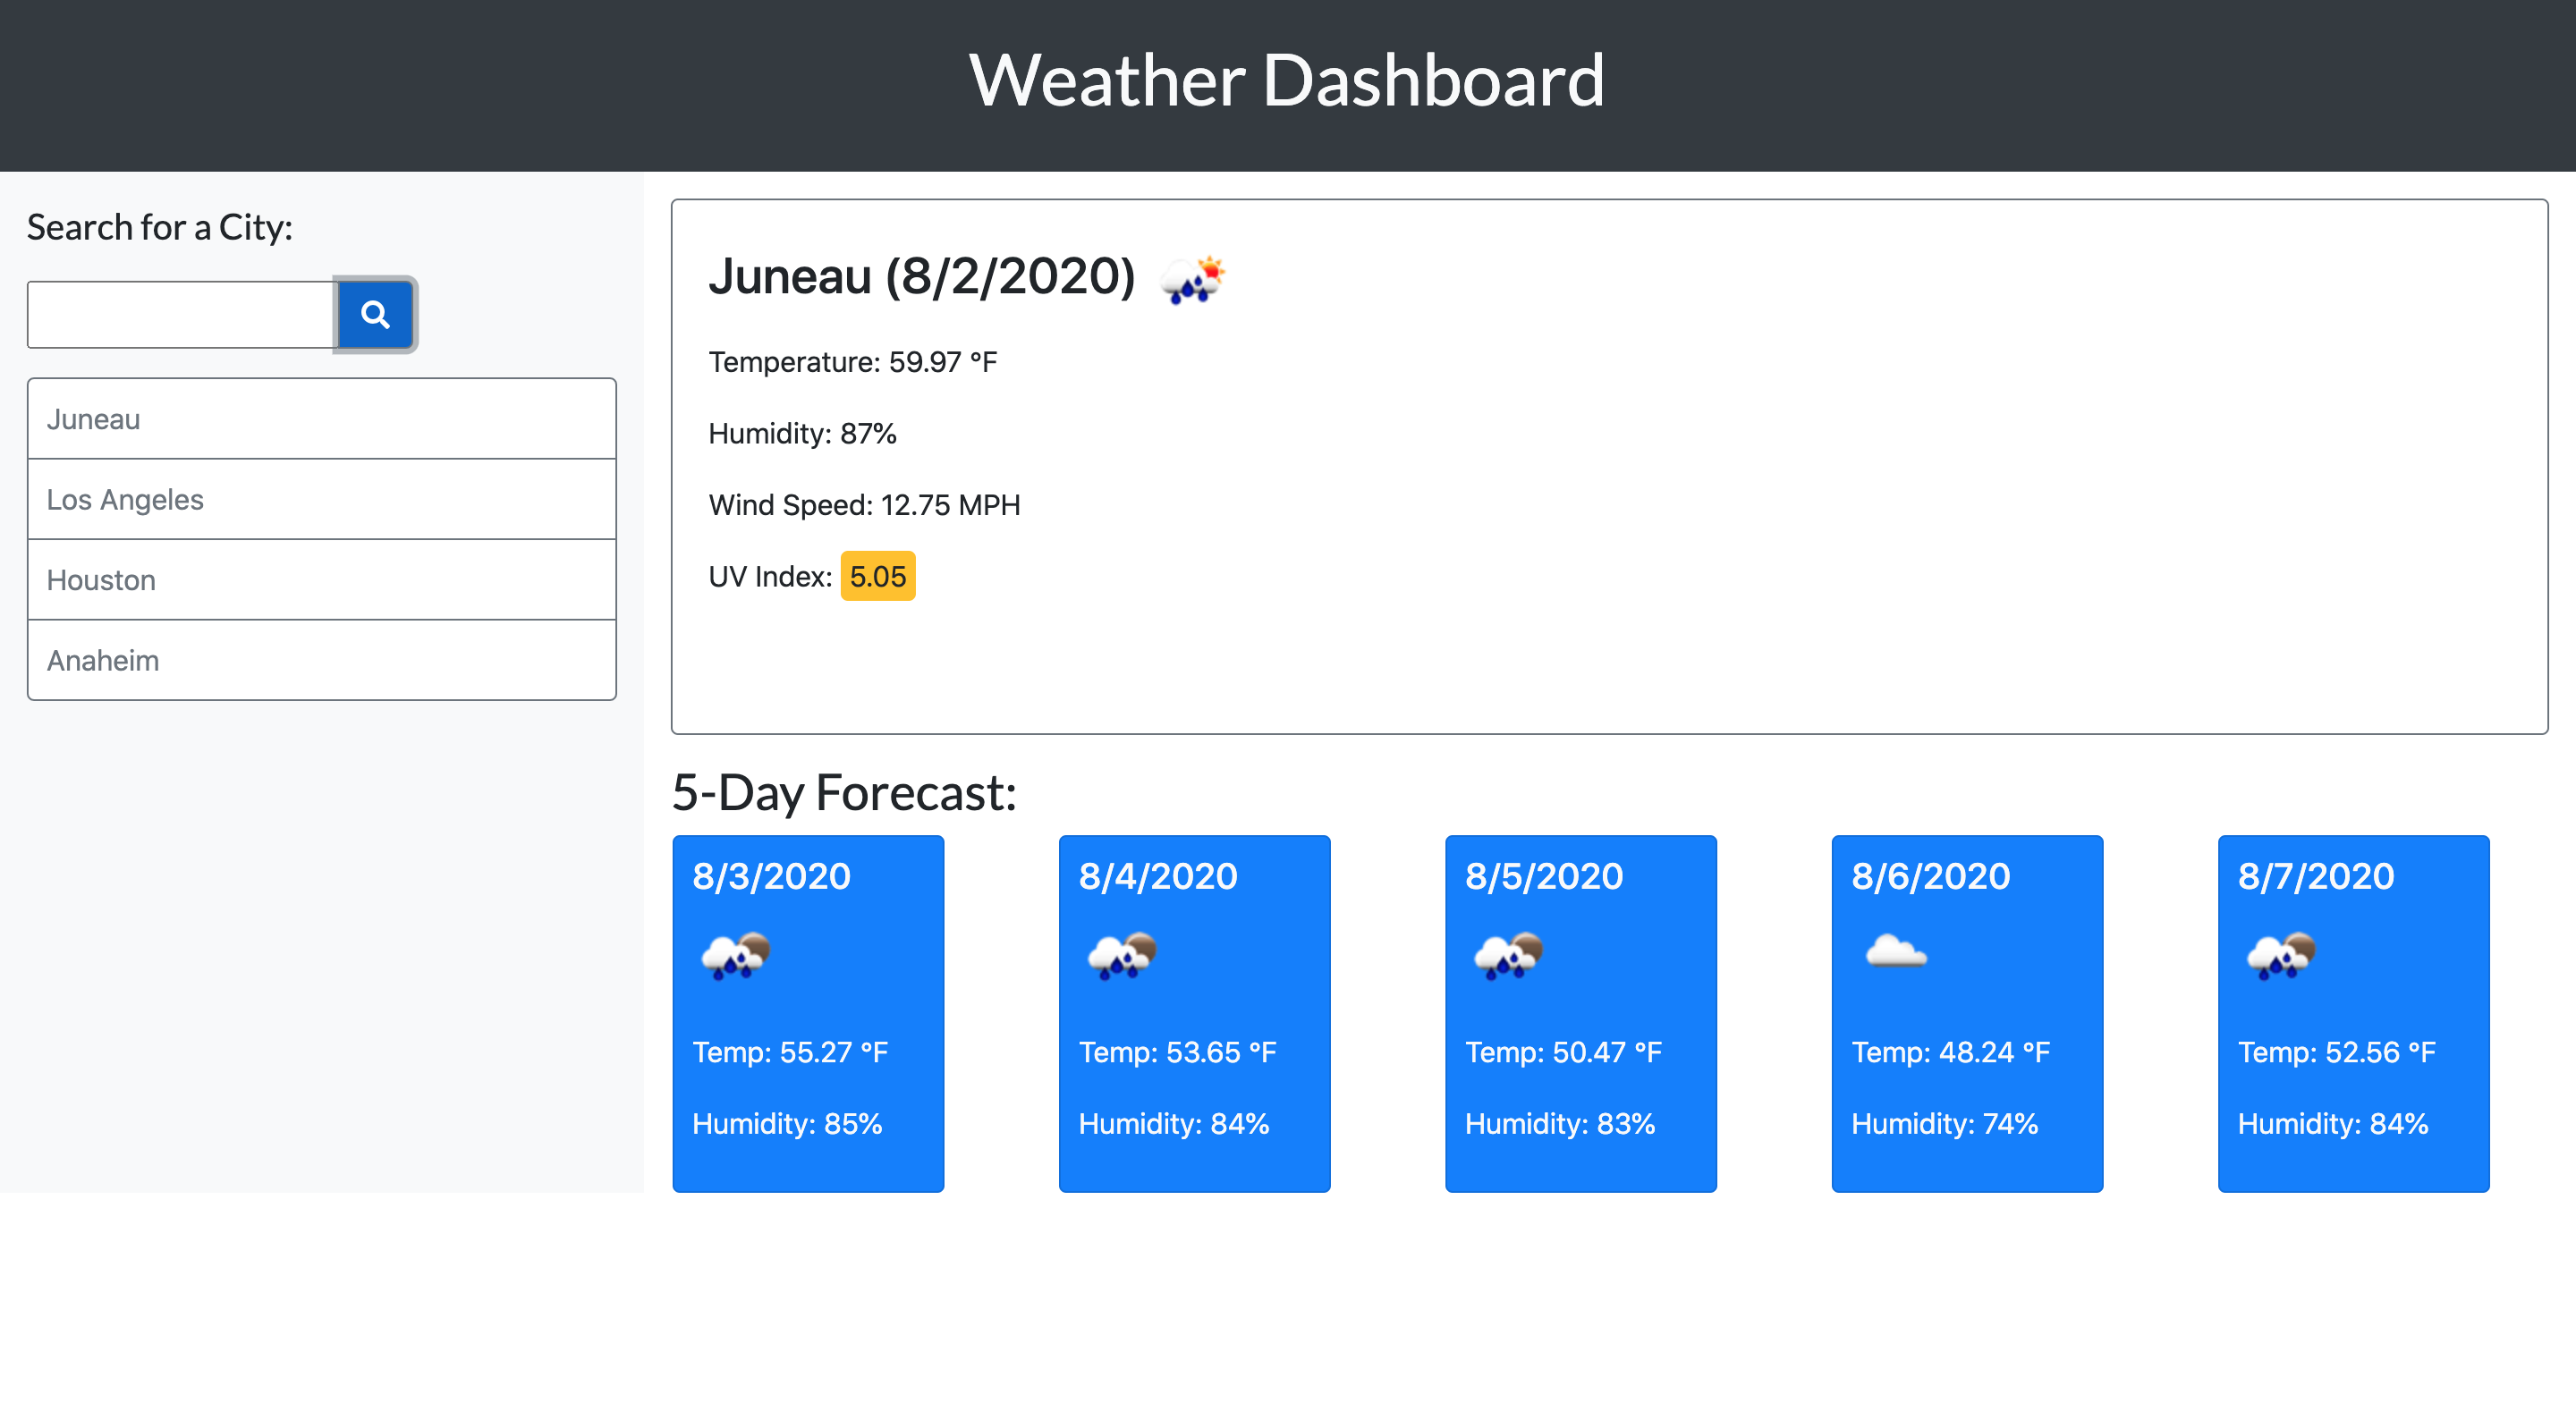 Weather Dashboard
Search for a City:
Juneau
Los Angeles
Houston
Anaheim
Juneau (8/2/2020)
Temperature: 59.97 °F
Humidity: 87%
Wind Speed: 12.75 MPH
UV Index: 5.05
5-Day Forecast:
8/3/2020
Temp: 55.27 °F
Humidity: 85%
8/4/2020
Temp: 53.65 °F
Humidity: 84%
8/5/2020
Temp: 50.47 °F
Humidity: 83%
8/6/2020
Temp: 48.24 °F
Humidity: 74%
8/7/2020
Temp: 52.56 °F
Humidity: 84%